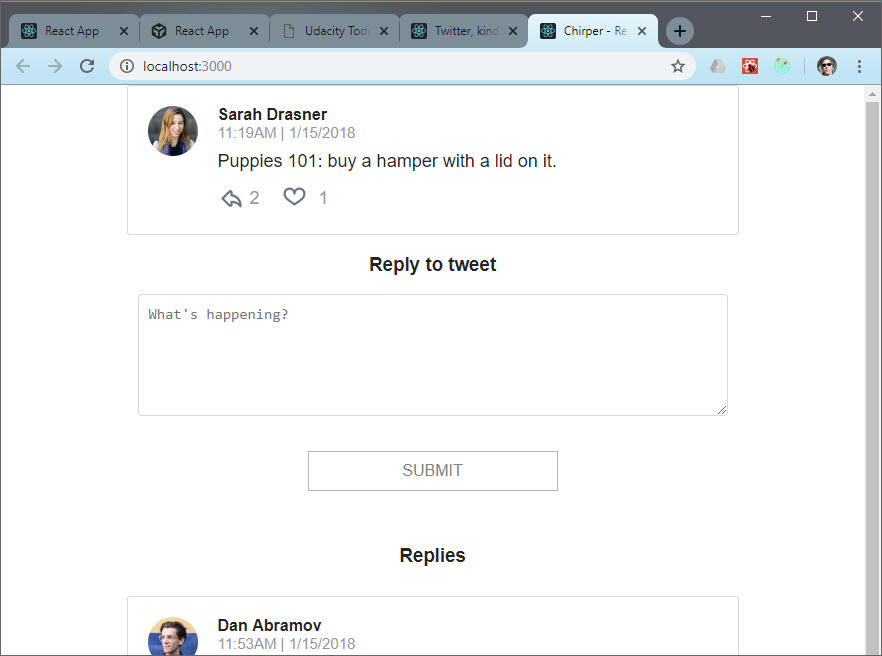 React App
React App
Udacity Tod
Twitter, kind
Chirper - Re
localhost:3000
Sarah Drasner
11:19AM | 1/15/2018
Puppies 101: buy a hamper with a lid on it.
2 1
Reply to tweet
What's happening?
SUBMIT
Replies
Dan Abramov
11:53AM | 1/15/2018